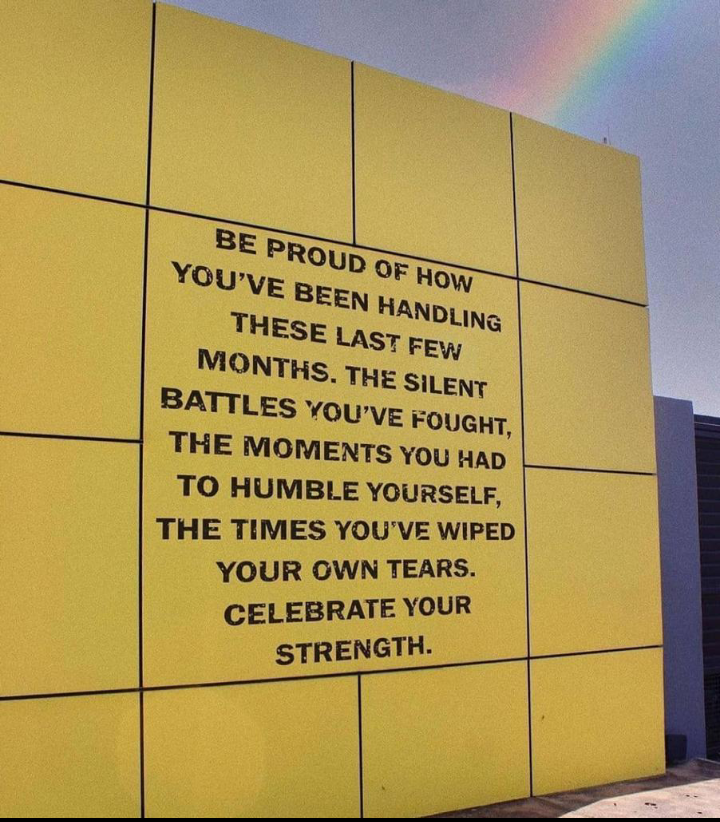 BE PROUD OF HOW
YOU'VE BEEN HANDLING
THESE LAST FEW
MONTHS. THE SILENT
BATTLES YOU'VE FOUGHT,
THE MOMENTS YOU HAD
TO HUMBLE YOURSELF,
THE TIMES YOU'VE WIPED
YOUR OWN TEARS.
CELEBRATE YOUR
STRENGTH.